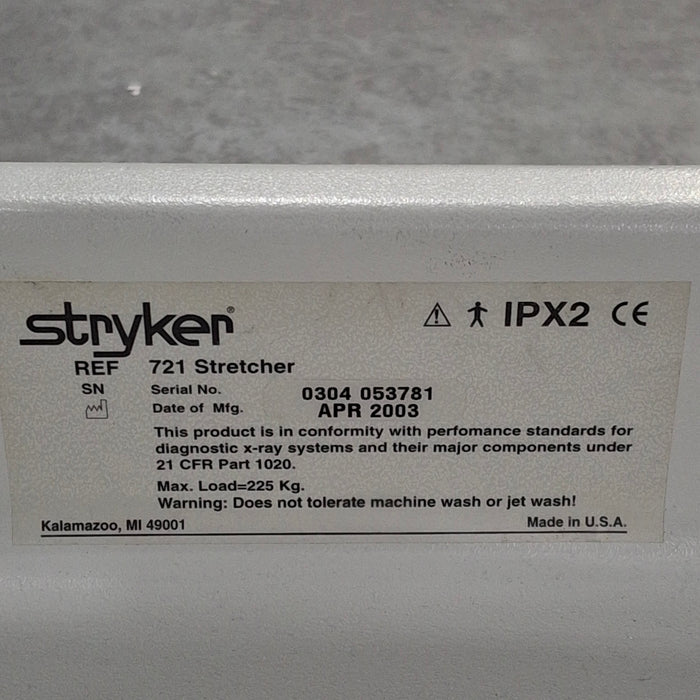 stryker®
IPX2 CE
REF 721 Stretcher
SN Serial No. 0304 053781
Date of Mfg. APR 2003
This product is in conformity with perfomance standards for
diagnostic x-ray systems and their major components under
21 CFR Part 1020.
Max. Load=225 Kg.
Warning: Does not tolerate machine wash or jet wash!
Kalamazoo, MI 49001 Made in U.S.A.